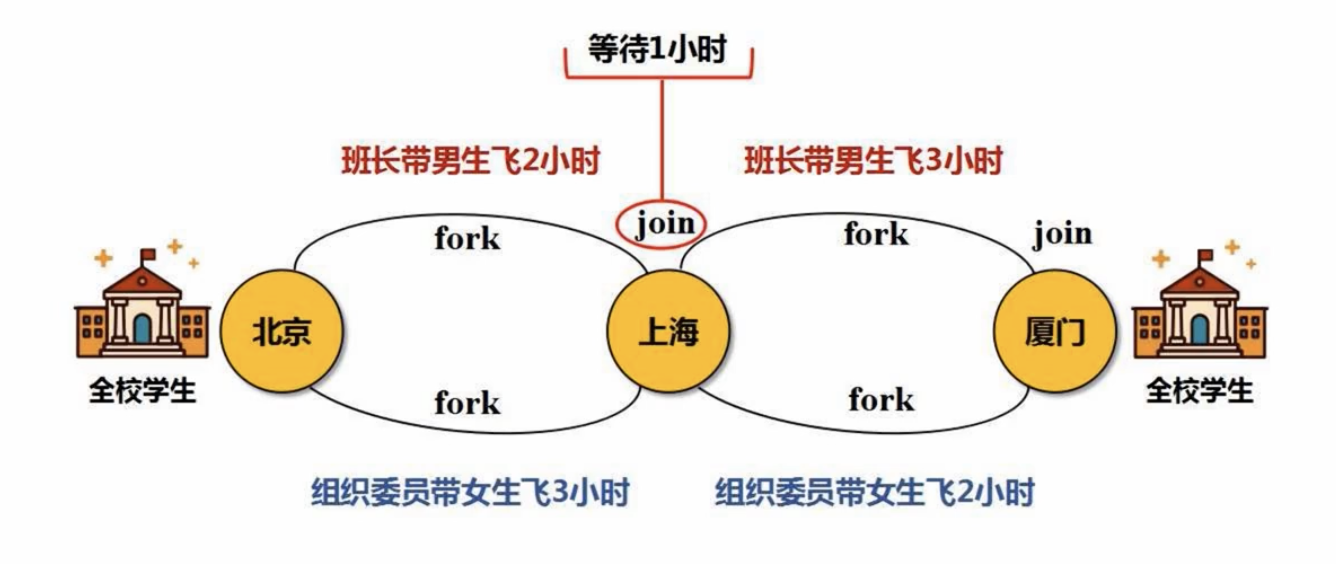 等待1小时
班长带男生飞2小时
班长带男生飞3小时
join
fork
fork
join
北京
上海
厦门
全校学生
全校学生
fork
fork
组织委员带女生飞3小时
组织委员带女生飞2小时